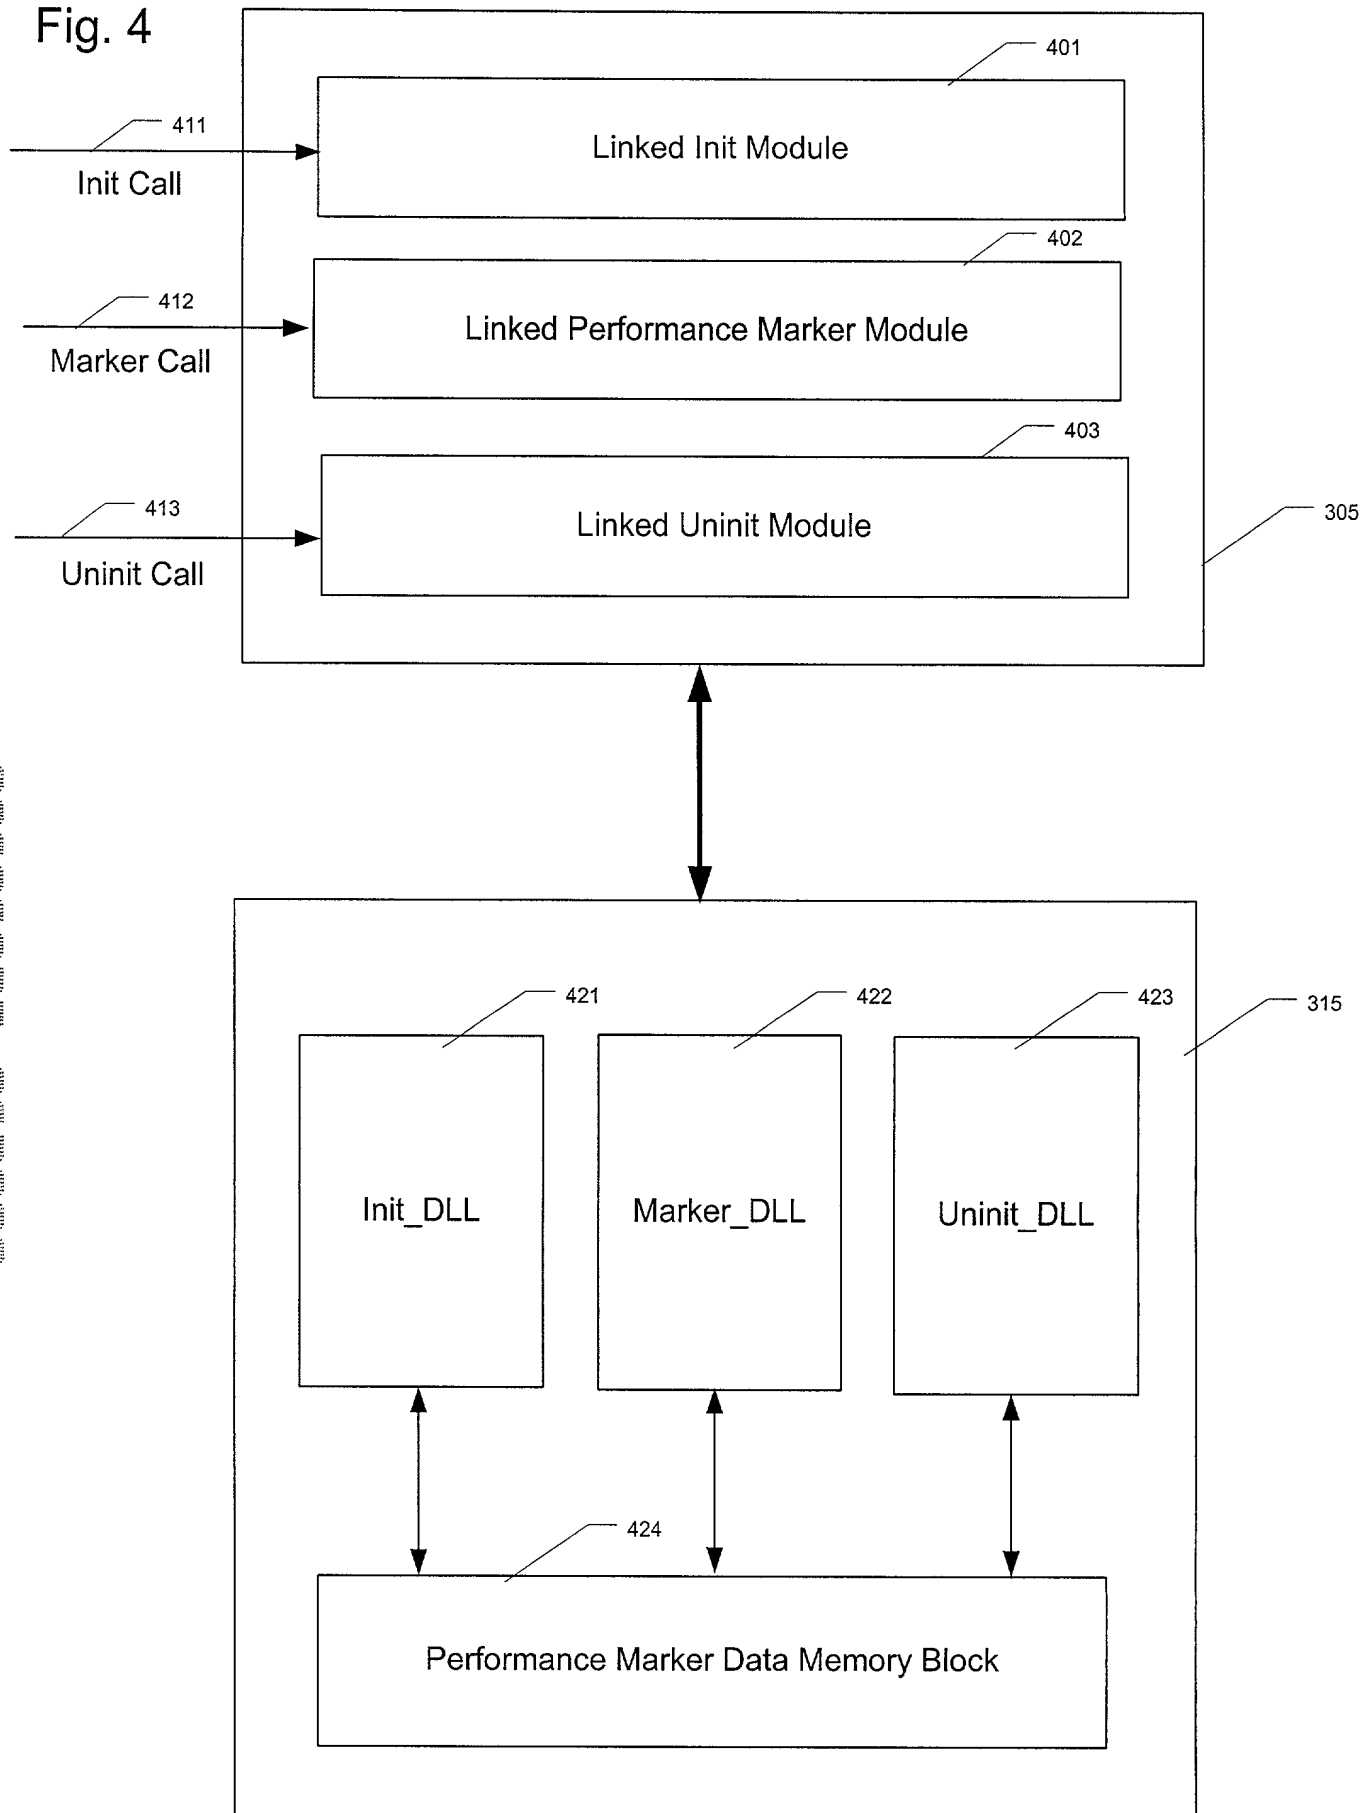 Fig. 4
401
411
Linked Init Module
Init Call
402
412
Linked Performance Marker Module
Marker Call
403
413
305
Linked Uninit Module
Uninit Call
421
422
423
315
Init_DLL
Marker_DLL
Uninit_DLL
424
Performance Marker Data Memory Block